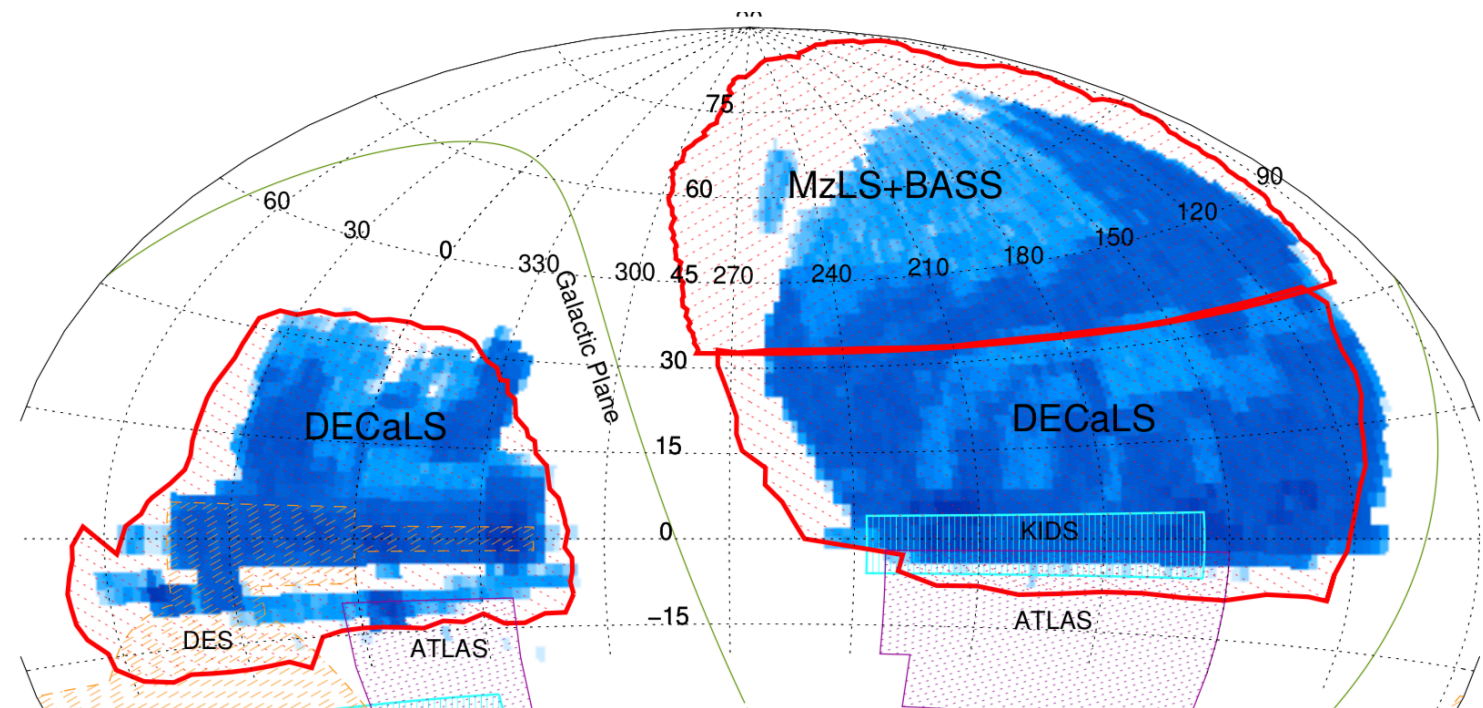 75
60
MzLS+BASS
90
60
30
0
330
300
45
270
240
210
180
150
120
Galactic Plane
30
DECaLS
DECaLS
15
0
KIDS
−15
DES
ATLAS
ATLAS